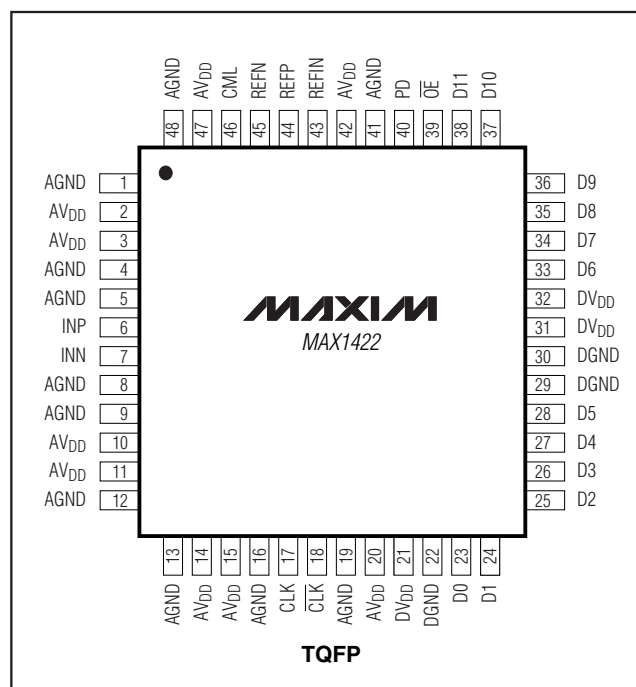 AGND
AVDD
CML
REFN
REFP
REFIN
AVDD
AGND
PD
O̅E̅
D11
D10
48
47
46
45
44
43
42
41
40
39
38
37
AGND 1
AVDD 2
AVDD 3
AGND 4
AGND 5
INP 6
INN 7
AGND 8
AGND 9
AVDD 10
AVDD 11
AGND 12
MAXIM
MAX1422
36 D9
35 D8
34 D7
33 D6
32 DVDD
31 DVDD
30 DGND
29 DGND
28 D5
27 D4
26 D3
25 D2
13
14
15
16
17
18
19
20
21
22
23
24
AGND
AVDD
AVDD
AGND
CLK
C̅L̅K̅
AGND
AVDD
DVDD
DGND
D0
D1
TQFP